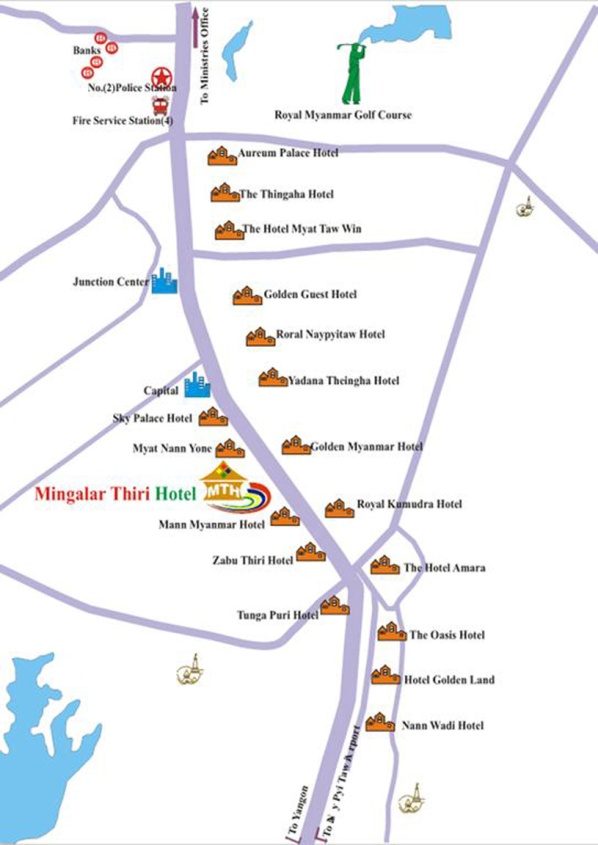 To Ministries Office
Banks
No.(2)Police Station
Fire Service Station(4)
Royal Myanmar Golf Course
Aureum Palace Hotel
The Thingaha Hotel
The Hotel Myat Taw Win
Junction Center
Golden Guest Hotel
Roral Naypyitaw Hotel
Yadana Theingha Hotel
Capital
Sky Palace Hotel
Myat Nann Yone
Golden Myanmar Hotel
Mingalar Thiri Hotel
MTH
Royal Kumudra Hotel
Mann Myanmar Hotel
Zabu Thiri Hotel
The Hotel Amara
Tunga Puri Hotel
The Oasis Hotel
Hotel Golden Land
Nann Wadi Hotel
To Yangon
To Pyi Taw